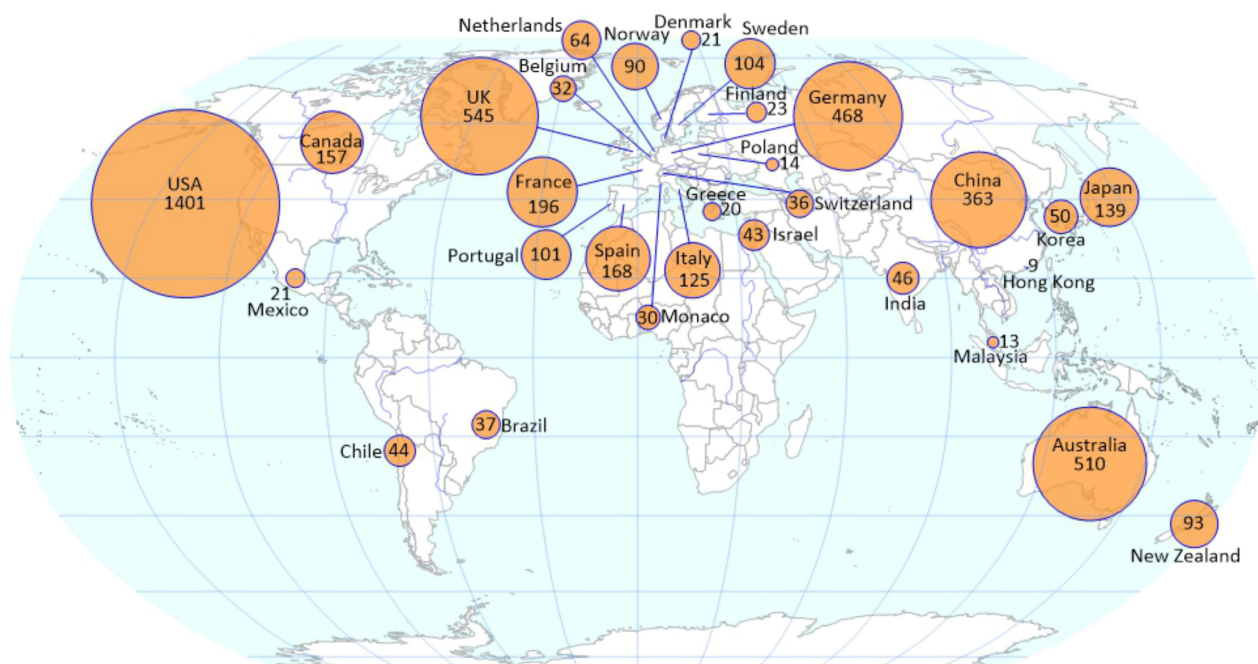 Netherlands
64
Norway
90
Denmark
21
Sweden
104
Belgium
32
Finland
23
UK
545
Germany
468
Canada
157
Poland
14
USA
1401
France
196
Greece
20
36 Switzerland
China
363
Japan
139
50
Korea
Portugal 101
Spain
168
Italy
125
43 Israel
9
Hong Kong
46
India
21
Mexico
30 Monaco
13
Malaysia
37 Brazil
Chile 44
Australia
510
93
New Zealand